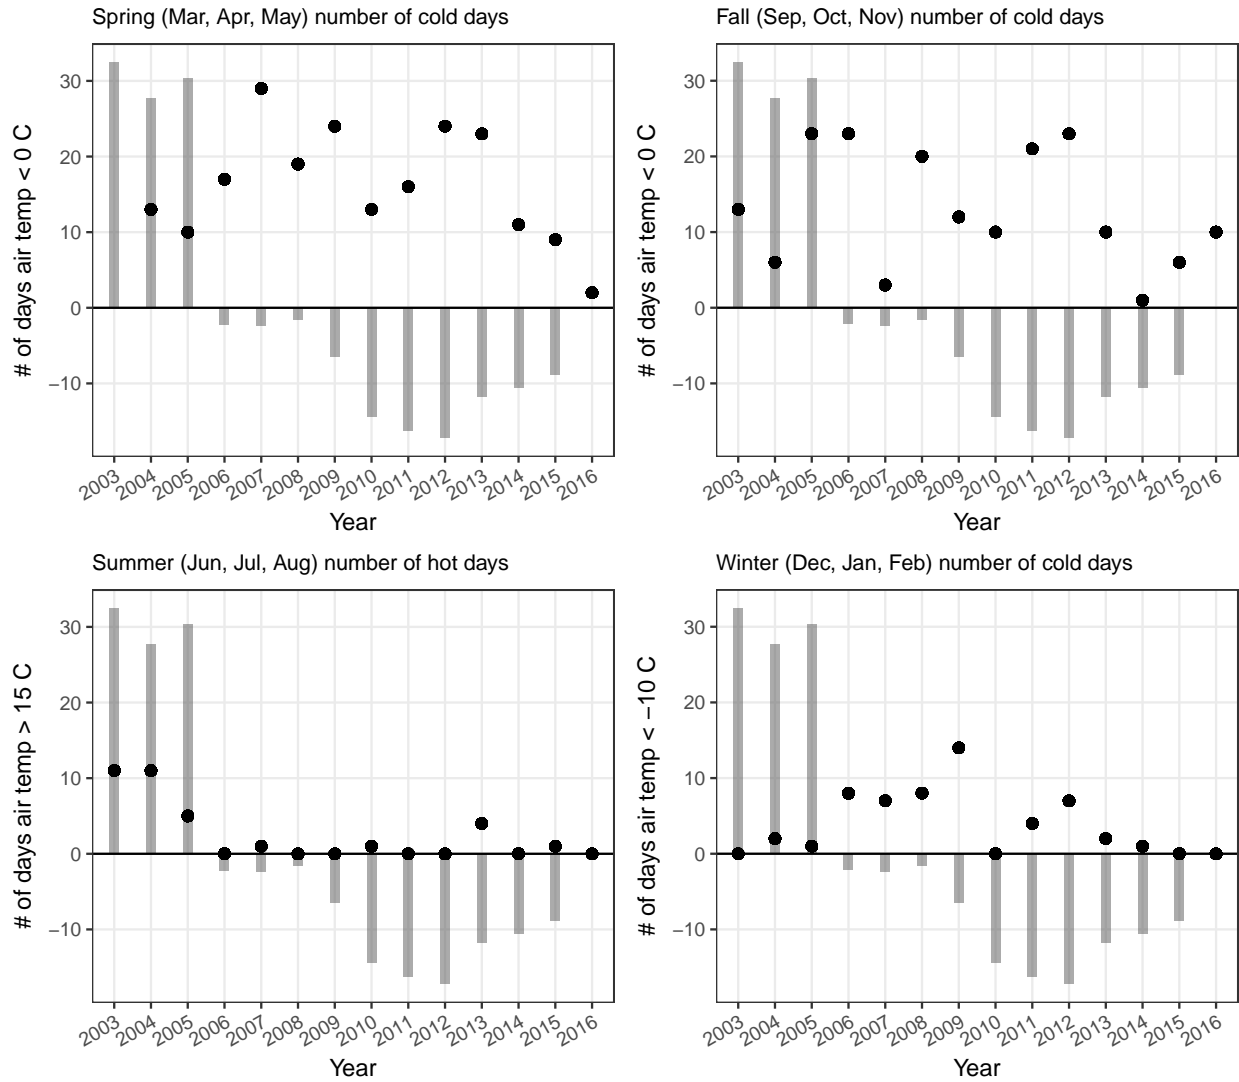 Spring (Mar, Apr, May) number of cold days
# of days air temp < 0 C
30
20
10
0
−10
2003 2004 2005 2006 2007 2008 2009 2010 2011 2012 2013 2014 2015 2016
Year
Fall (Sep, Oct, Nov) number of cold days
# of days air temp < 0 C
30
20
10
0
−10
2003 2004 2005 2006 2007 2008 2009 2010 2011 2012 2013 2014 2015 2016
Year
Summer (Jun, Jul, Aug) number of hot days
# of days air temp > 15 C
30
20
10
0
−10
2003 2004 2005 2006 2007 2008 2009 2010 2011 2012 2013 2014 2015 2016
Year
Winter (Dec, Jan, Feb) number of cold days
# of days air temp < −10 C
30
20
10
0
−10
2003 2004 2005 2006 2007 2008 2009 2010 2011 2012 2013 2014 2015 2016
Year